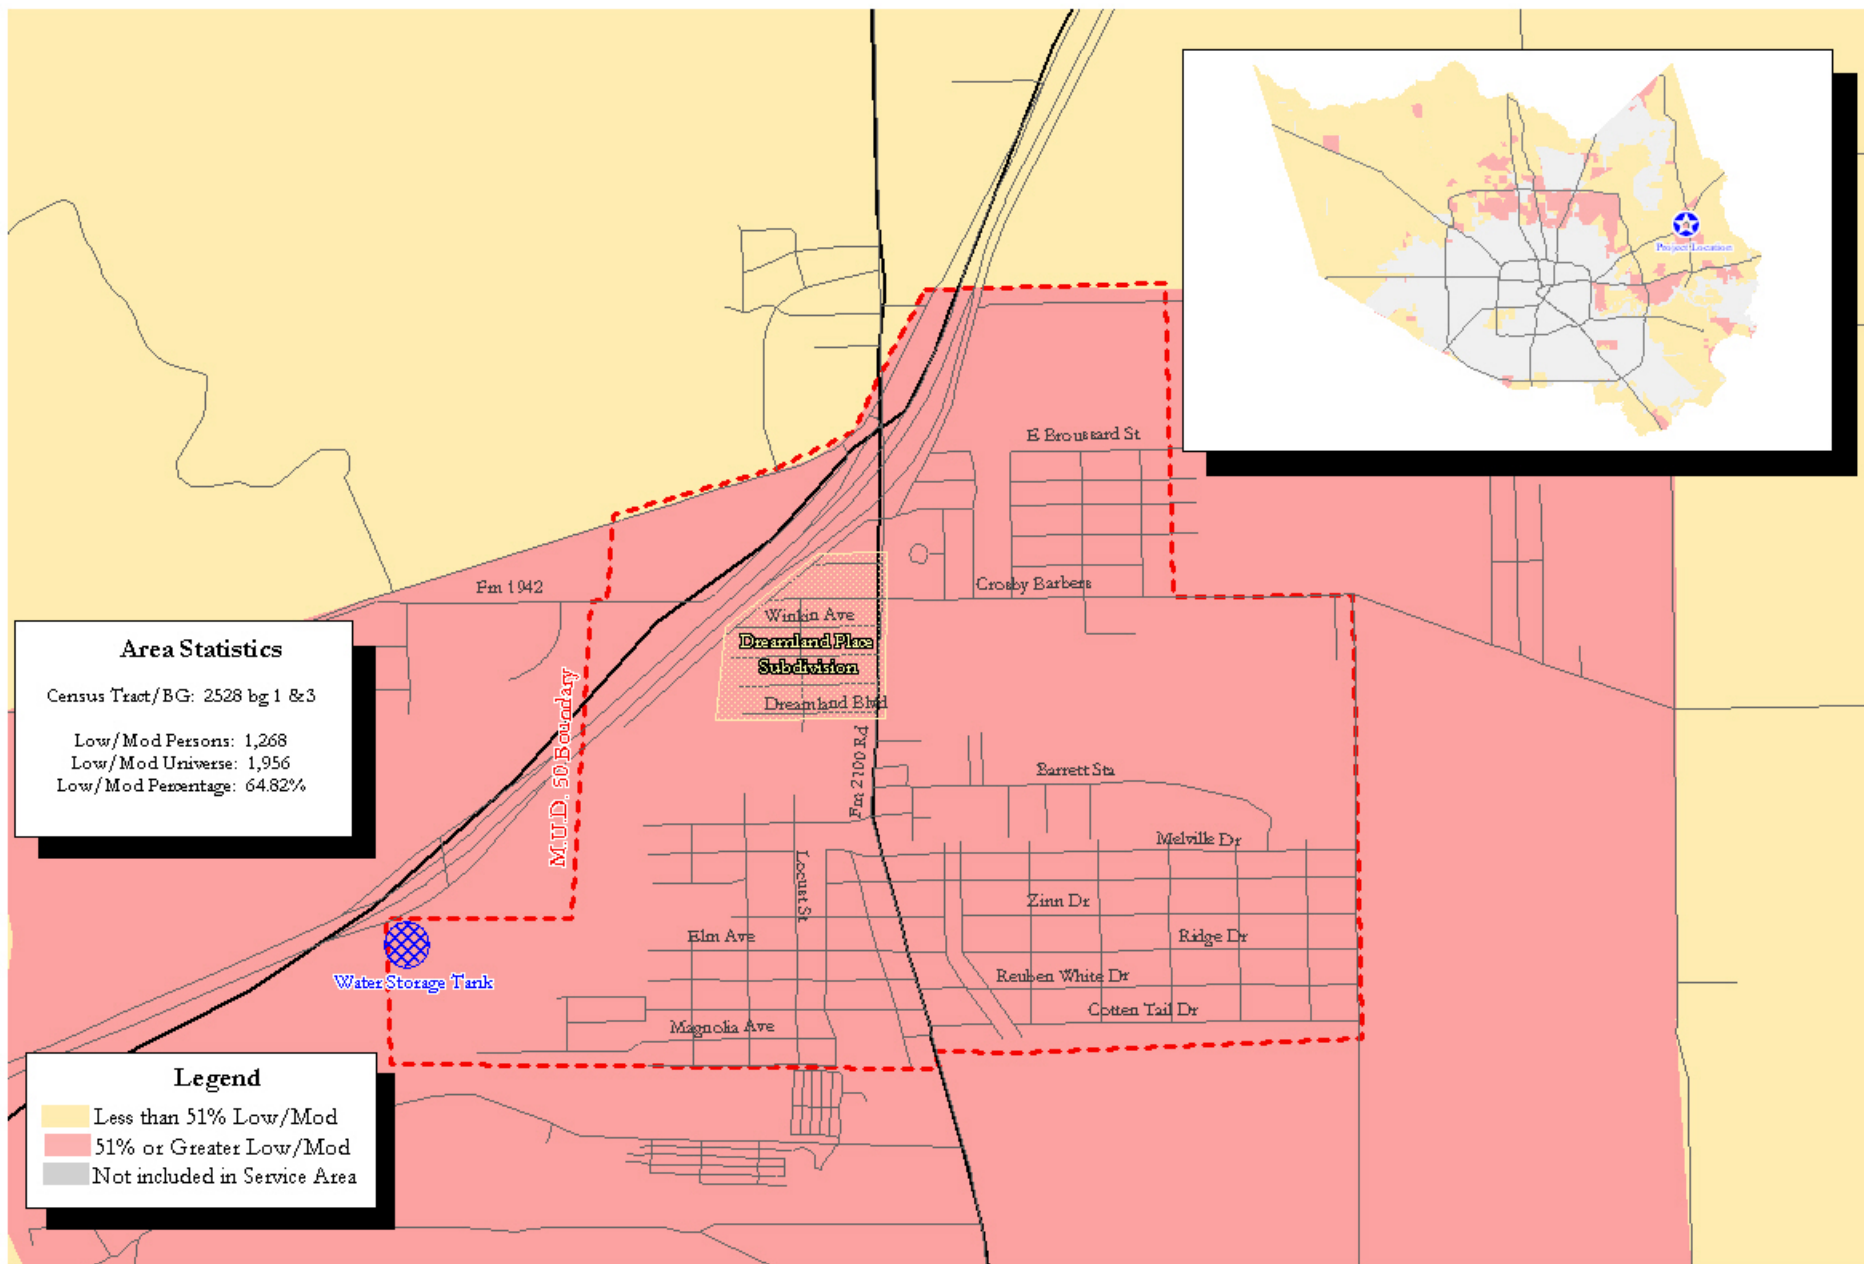 Project Location
E Broussard St
Fm 1942
Crosby Barbers
Winkin Ave
Dreamland Place
Subdivision
Dreamland Blvd
Area Statistics
Census Tract/BG: 2528 bg 1 &3
Low/Mod Persons: 1,268
Low/Mod Universe: 1,956
Low/Mod Percentage: 64.82%
M.U.D. 50 Boundary
Fm 2100 Rd
Barrett Sta
Melville Dr
Locust St
Zinn Dr
Elm Ave
Ridge Dr
Reuben White Dr
Water Storage Tank
Cotten Tail Dr
Magnolia Ave
Legend
Less than 51% Low/Mod
51% or Greater Low/Mod
Not included in Service Area